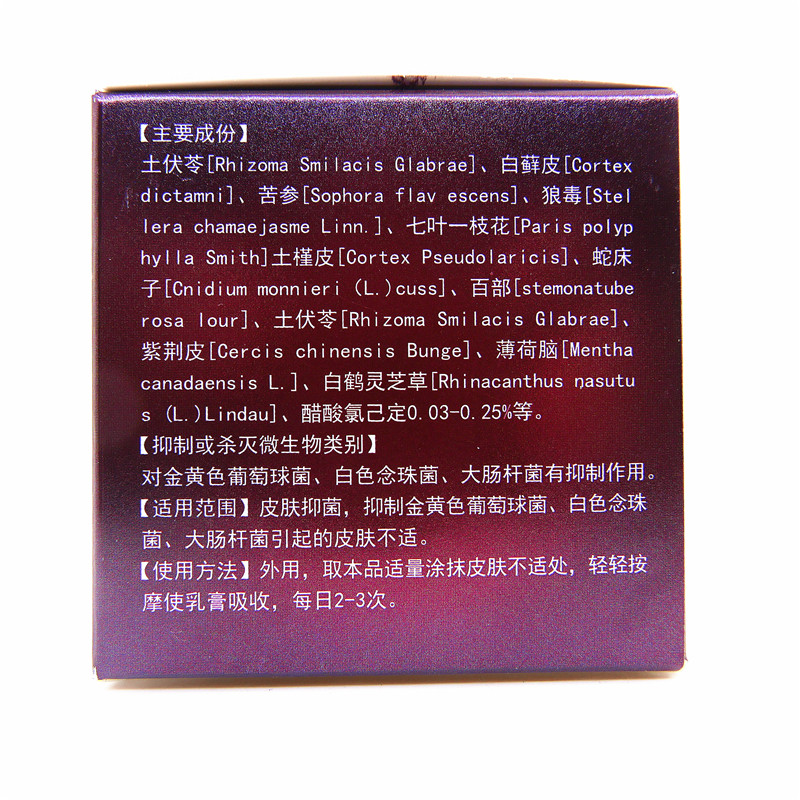 【主要成份】
土伏苓[Rhizoma Smilacis Glabrae]、白藓皮[Cortex
dictamni]、苦参[Sophora flav escens]、狼毒[Stel
lera chamaejasme Linn.]、七叶一枝花[Paris polyp
hylla Smith]土槿皮[Cortex Pseudolaricis]、蛇床
子[Cnidium monnieri (L.)cuss]、百部[stemonatube
rosa lour]、土伏苓[Rhizoma Smilacis Glabrae]、
紫荆皮[Cercis chinensis Bunge]、薄荷脑[Mentha
canadaensis L.]、白鹤灵芝草[Rhinacanthus nasutu
s (L.)Lindau]、醋酸氯己定0.03-0.25%等。
【抑制或杀灭微生物类别】
对金黄色葡萄球菌、白色念珠菌、大肠杆菌有抑制作用。
【适用范围】皮肤抑菌，抑制金黄色葡萄球菌、白色念珠
菌、大肠杆菌引起的皮肤不适。
【使用方法】外用，取本品适量涂抹皮肤不适处，轻轻按
摩使乳膏吸收，每日2-3次。